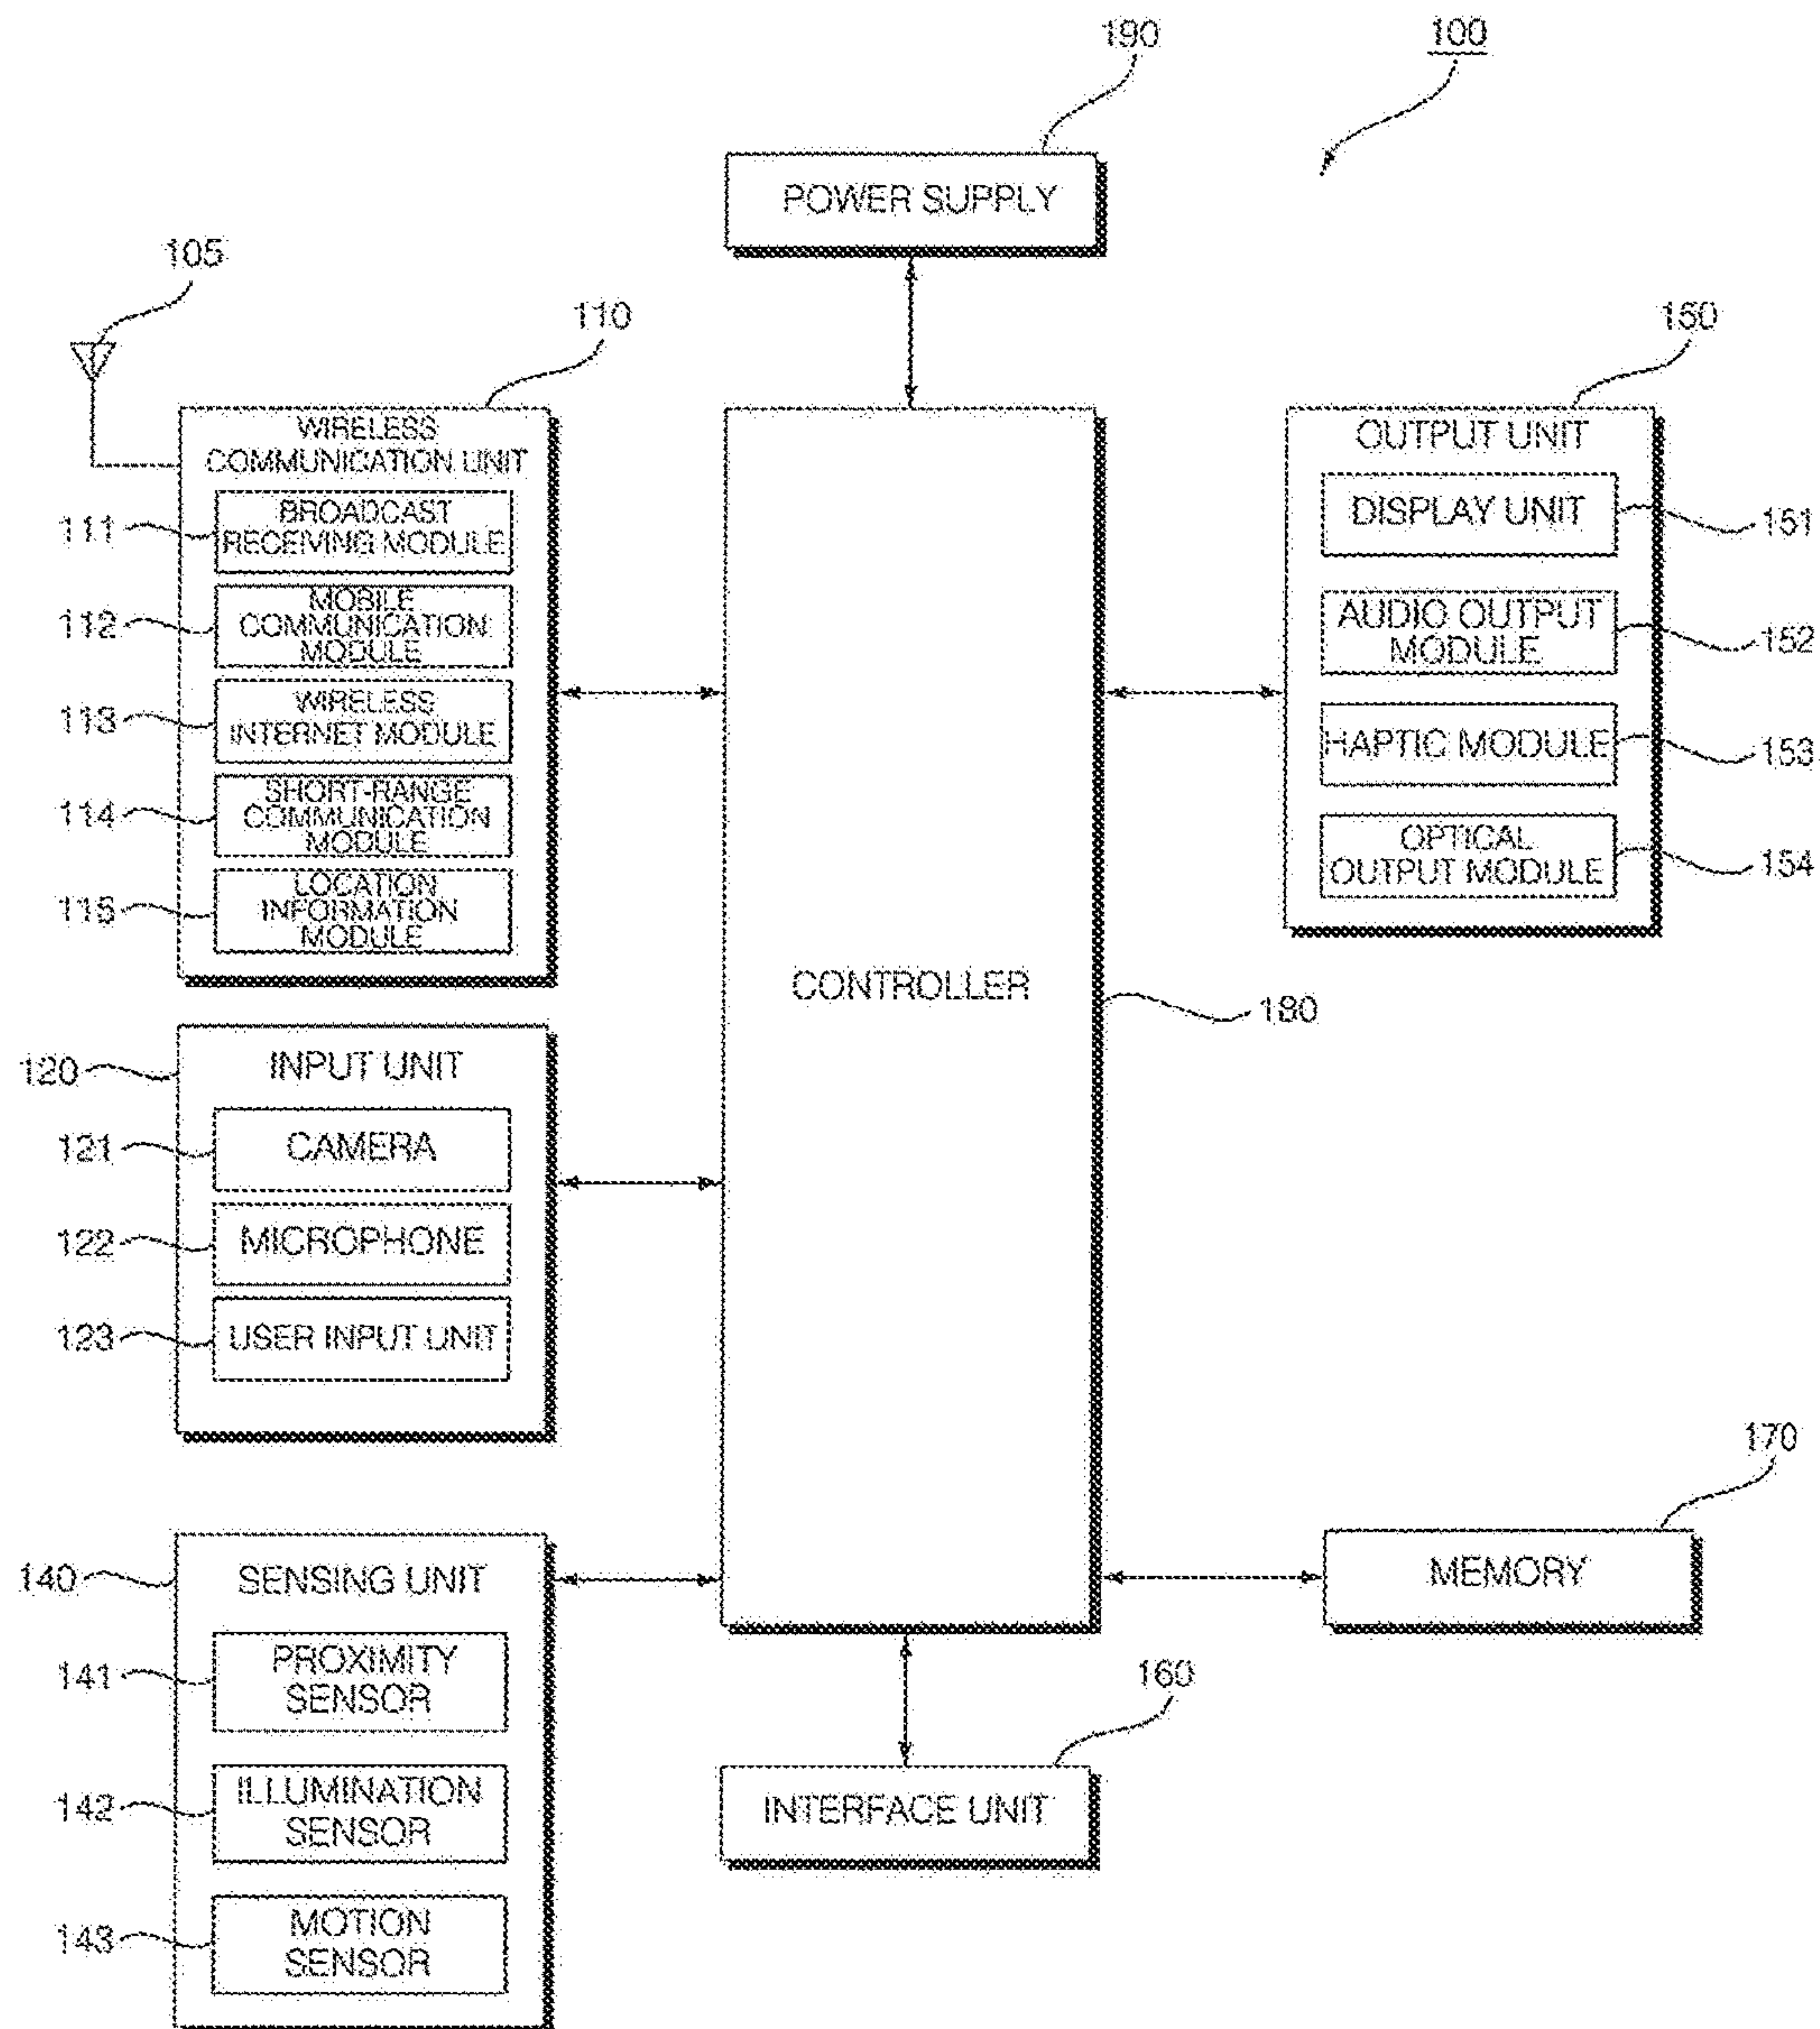 190
100
POWER SUPPLY
105
110
150
WIRELESS
COMMUNICATION UNIT
OUTPUT UNIT
111
BROADCAST
RECEIVING MODULE
DISPLAY UNIT
151
112
MOBILE
COMMUNICATION
MODULE
AUDIO OUTPUT
MODULE
152
113
WIRELESS
INTERNET MODULE
HAPTIC MODULE
153
114
SHORT-RANGE
COMMUNICATION
MODULE
OPTICAL
OUTPUT MODULE
154
115
LOCATION
INFORMATION
MODULE
CONTROLLER
180
120
INPUT UNIT
121
CAMERA
122
MICROPHONE
123
USER INPUT UNIT
170
140
SENSING UNIT
MEMORY
141
PROXIMITY
SENSOR
160
142
ILLUMINATION
SENSOR
INTERFACE UNIT
143
MOTION
SENSOR